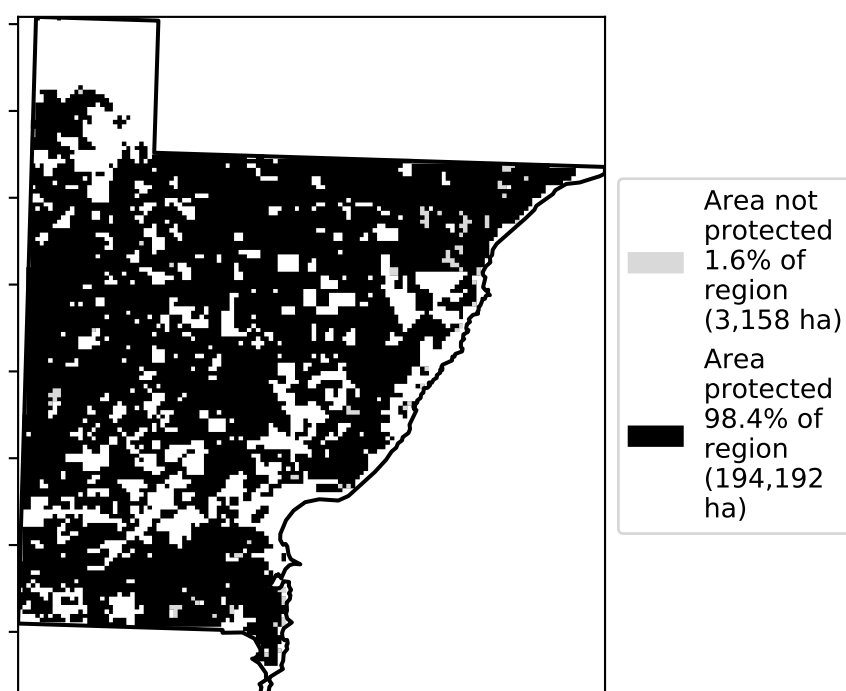 Area not
protected
1.6% of
region
(3,158 ha)
Area
protected
98.4% of
region
(194,192
ha)